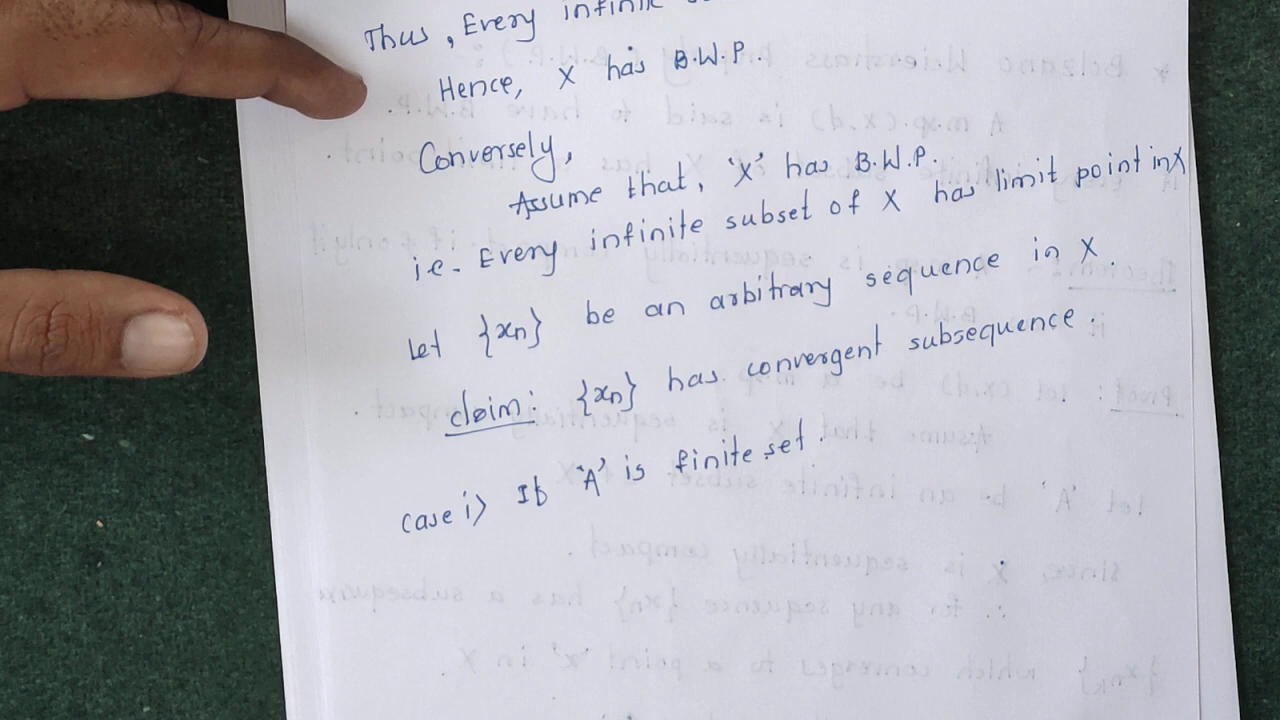 Thus, Every infinite
Hence, X has B.W.P.
Conversely,
Assume that, 'X' has B.W.P.
i.e. Every infinite subset of X has limit point in X
Let {xn} be an arbitrary sequence in X.
claim: {xn} has convergent subsequence.
case i) If 'A' is finite set.